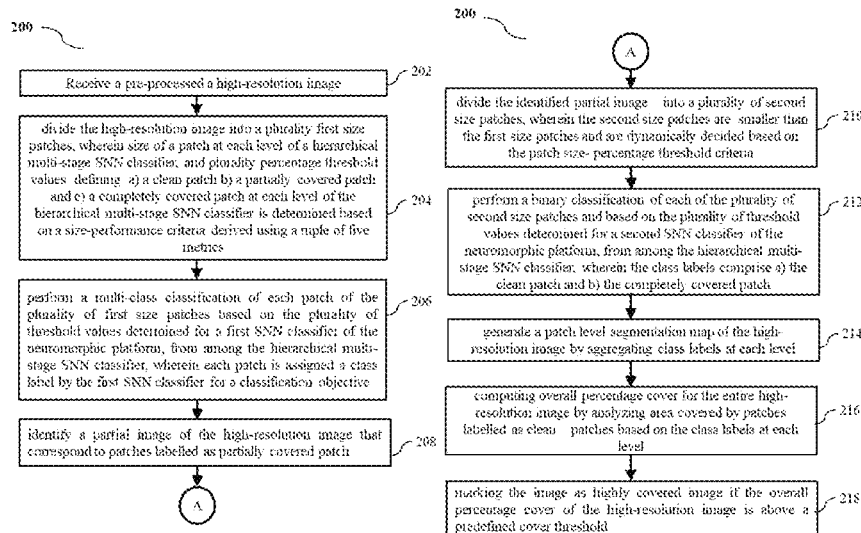 200
Receive a pre-processed a high-resolution image
202
divide the high-resolution image into a plurality first size
patches, wherein size of a patch at each level of a hierarchical
multi-stage SNN classifier, and plurality percentage threshold
values defining a) a clean patch b) a partially covered patch
and c) a completely covered patch at each level of the
hierarchical multi-stage SNN classifier is determined based
on a size-performance criteria derived using a tuple of five
metrics
204
perform a multi-class classification of each patch of the
plurality of first size patches based on the plurality of
threshold values determined for a first SNN classifier of the
neuromorphic platform, from among the hierarchical multi-
stage SNN classifier, wherein each patch is assigned a class
label by the first SNN classifier for a classification objective
206
identify a partial image of the high-resolution image that
correspond to patches labelled as partially covered patch
208
A
200
A
divide the identified partial image into a plurality of second
size patches, wherein the second size patches are smaller
than the first size patches and are dynamically decided based on
the patch size- percentage threshold criteria
210
perform a binary classification of each of the plurality of
second size patches and based on the plurality of threshold
values determined for a second SNN classifier of the
neuromorphic platform, from among the hierarchical multi-
stage SNN classifier, wherein the class labels comprise a) the
clean patch and b) the completely covered patch
212
generate a patch level segmentation map of the high-
resolution image by aggregating class labels at each level
214
computing overall percentage cover for the entire high-
resolution image by analyzing area covered by patches
labelled as clean patches based on the class labels at each
level
216
marking the image as highly covered image if the overall
percentage cover of the high-resolution image is above a
predefined cover threshold
218